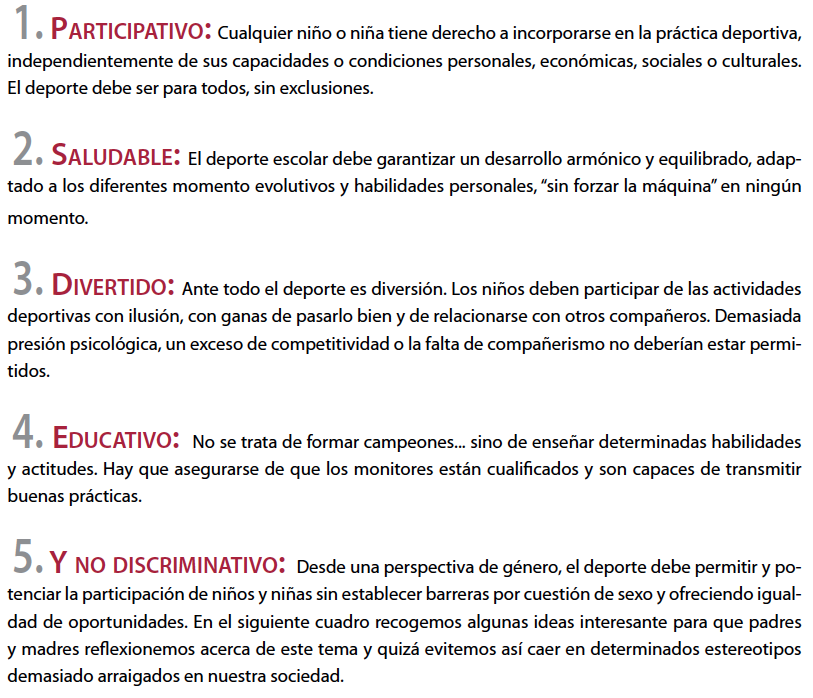 1. PARTICIPATIVO: Cualquier niño o niña tiene derecho a incorporarse en la práctica deportiva,
independientemente de sus capacidades o condiciones personales, económicas, sociales o culturales.
El deporte debe ser para todos, sin exclusiones.
2. SALUDABLE: El deporte escolar debe garantizar un desarrollo armónico y equilibrado, adap-
tado a los diferentes momento evolutivos y habilidades personales, “sin forzar la máquina” en ningún
momento.
3. DIVERTIDO: Ante todo el deporte es diversión. Los niños deben participar de las actividades
deportivas con ilusión, con ganas de pasarlo bien y de relacionarse con otros compañeros. Demasiada
presión psicológica, un exceso de competitividad o la falta de compañerismo no deberían estar permi-
tidos.
4. EDUCATIVO: No se trata de formar campeones... sino de enseñar determinadas habilidades
y actitudes. Hay que asegurarse de que los monitores están cualificados y son capaces de transmitir
buenas prácticas.
5. Y NO DISCRIMINATIVO: Desde una perspectiva de género, el deporte debe permitir y po-
tenciar la participación de niños y niñas sin establecer barreras por cuestión de sexo y ofreciendo igual-
dad de oportunidades. En el siguiente cuadro recogemos algunas ideas interesante para que padres
y madres reflexionemos acerca de este tema y quizá evitemos así caer en determinados estereotipos
demasiado arraigados en nuestra sociedad.